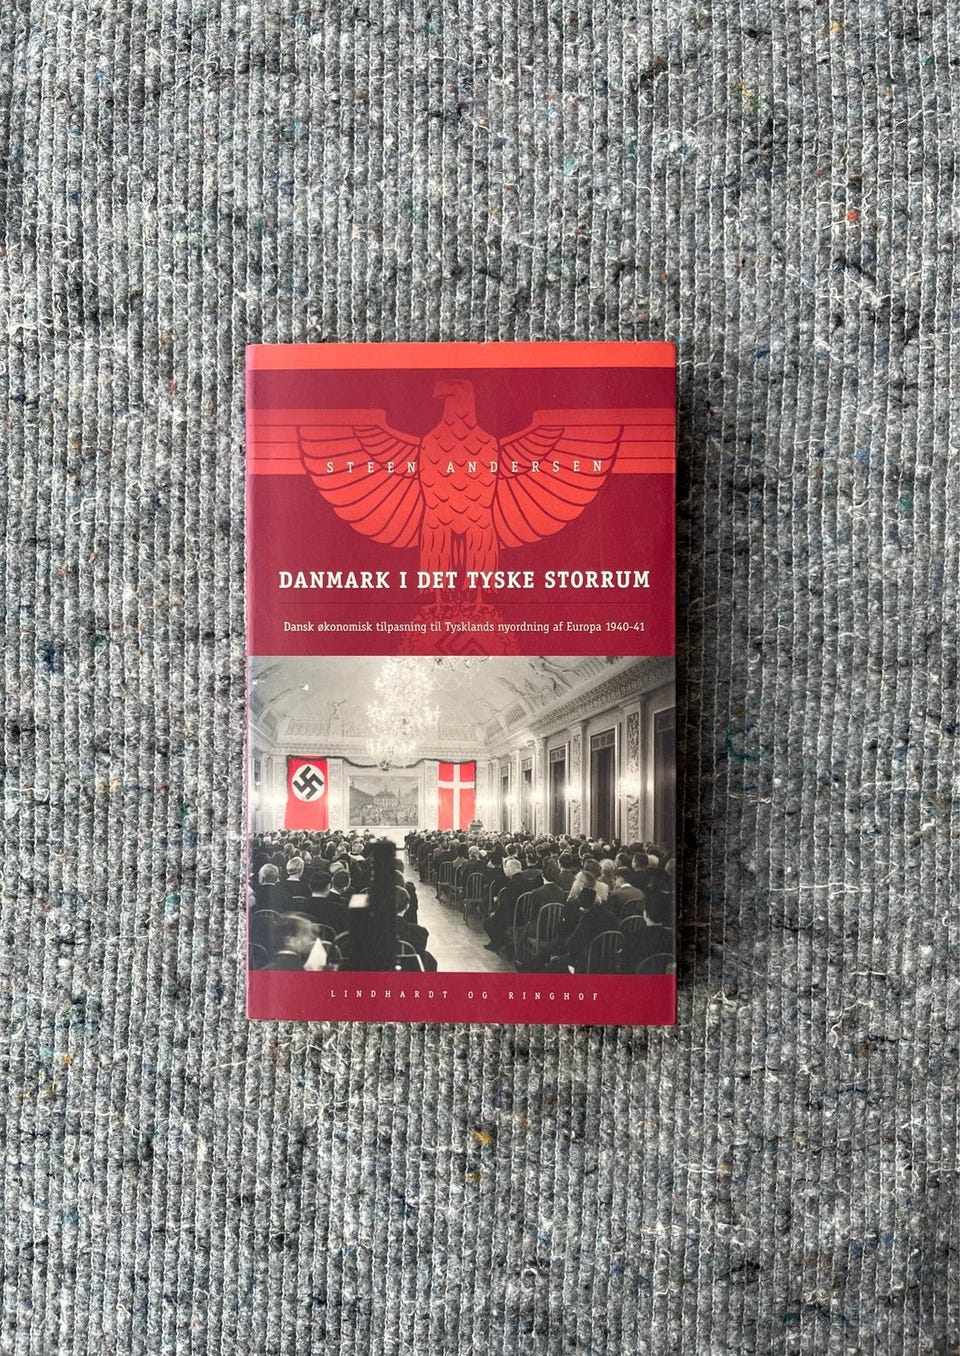 STEEN ANDERSEN
DANMARK I DET TYSKE STORRUM
Dansk økonomisk tilpasning til Tysklands nyordning af Europa 1940-41
LINDHARDT OG RINGHOF